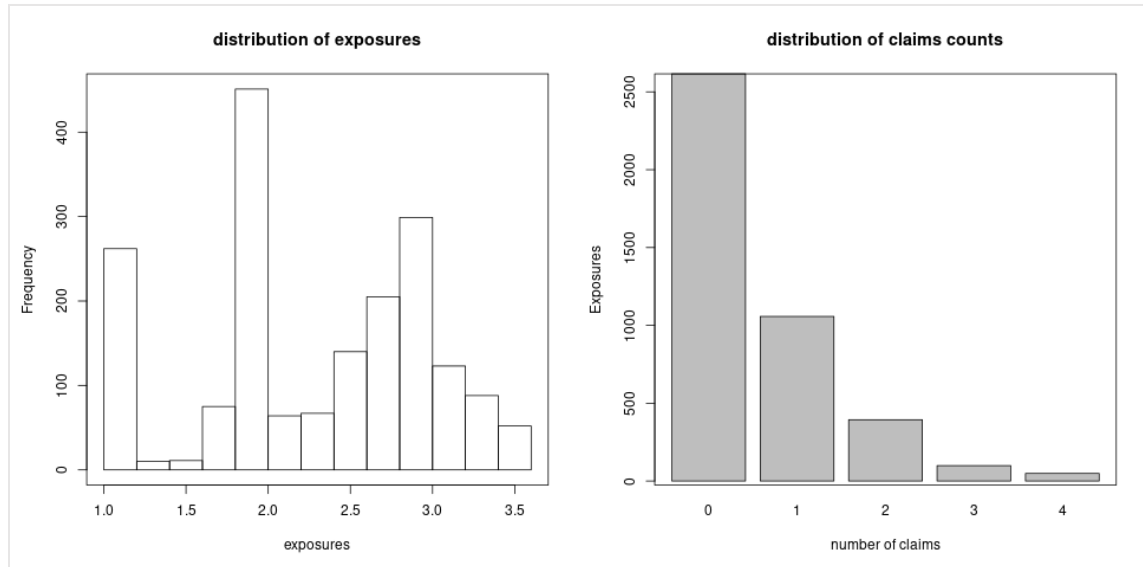 distribution of exposures
Frequency
400
300
200
100
0
1.0 1.5 2.0 2.5 3.0 3.5
exposures
distribution of claims counts
Exposures
2500
2000
1500
1000
500
0
0 1 2 3 4
number of claims